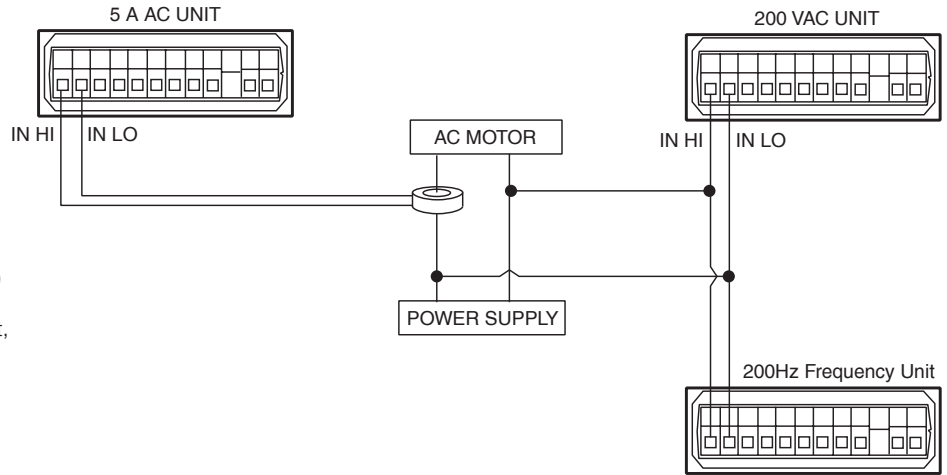 5 A AC UNIT
200 VAC UNIT
IN HI
IN LO
AC MOTOR
IN HI
IN LO
POWER SUPPLY
t,
200Hz Frequency Unit